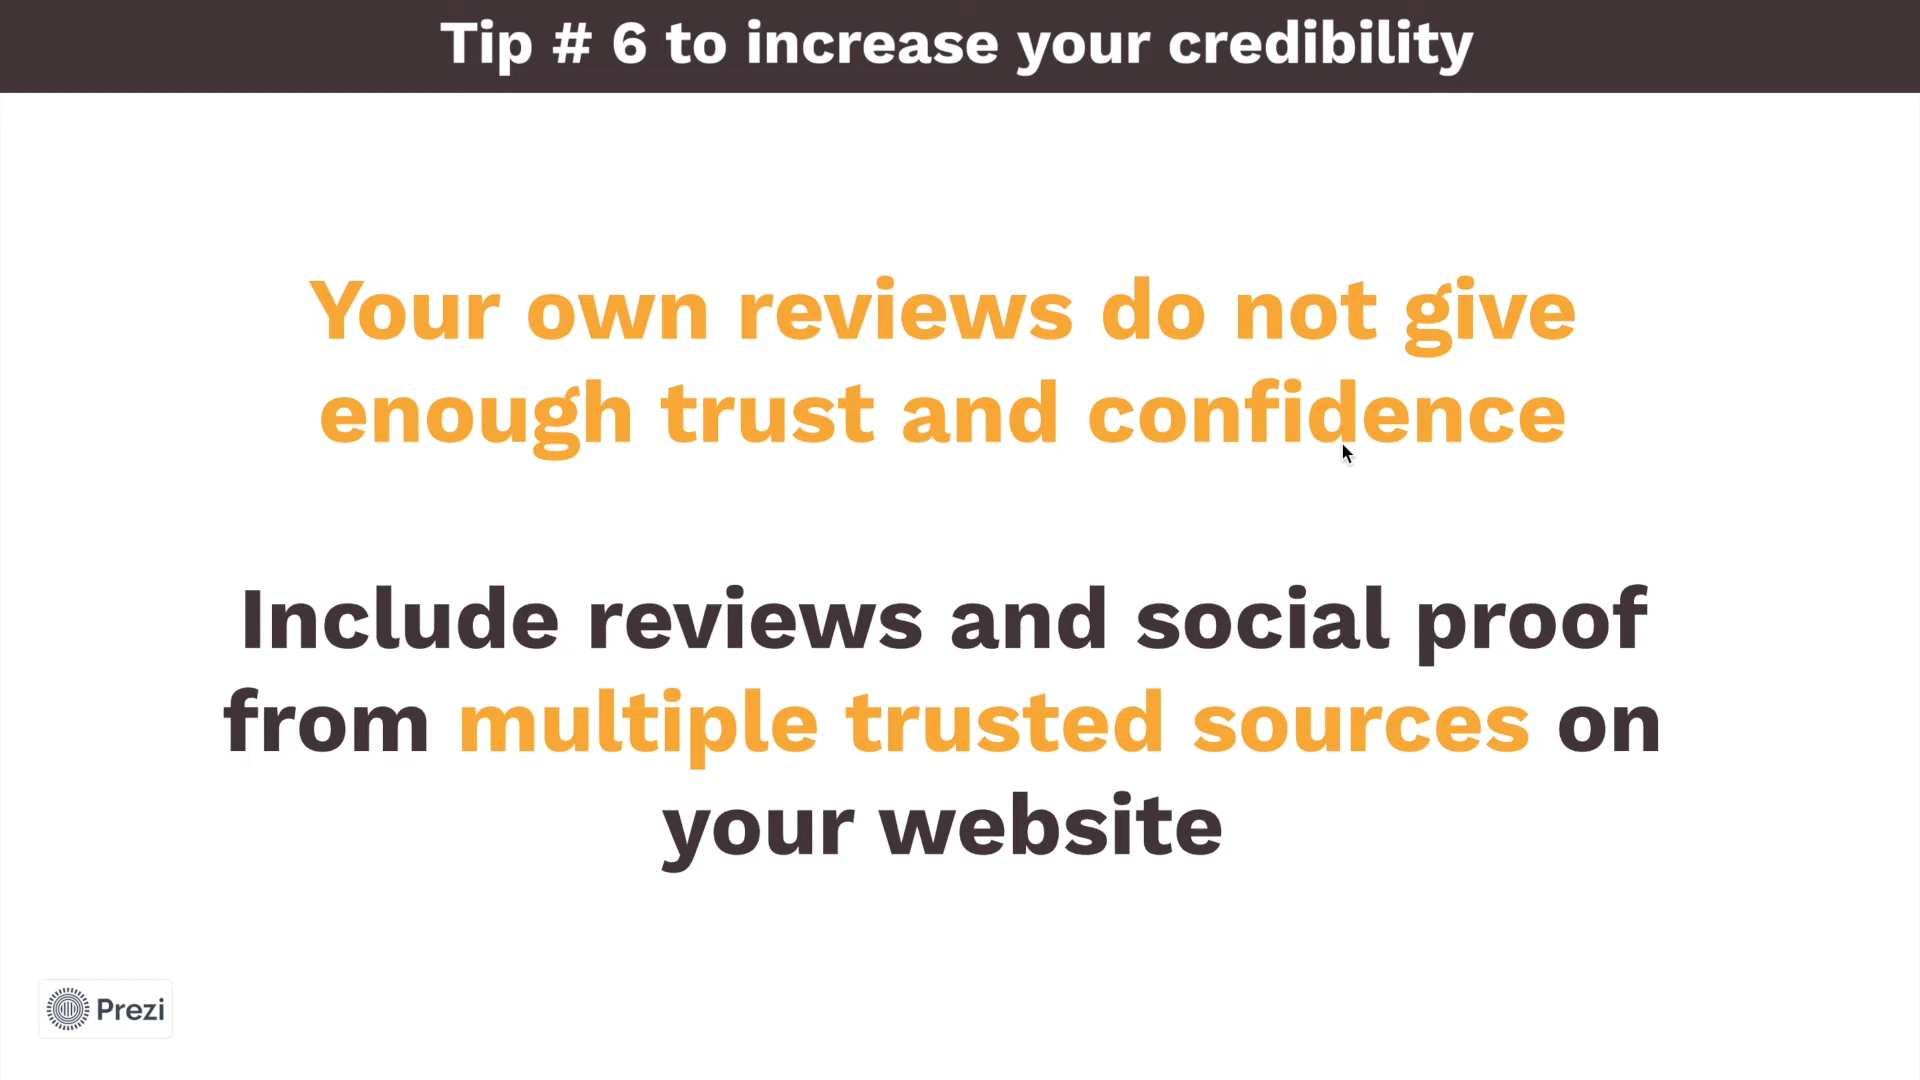 Tip # 6 to increase your credibility
Your own reviews do not give
enough trust and confidence
Include reviews and social proof
from multiple trusted sources on
your website
Prezi